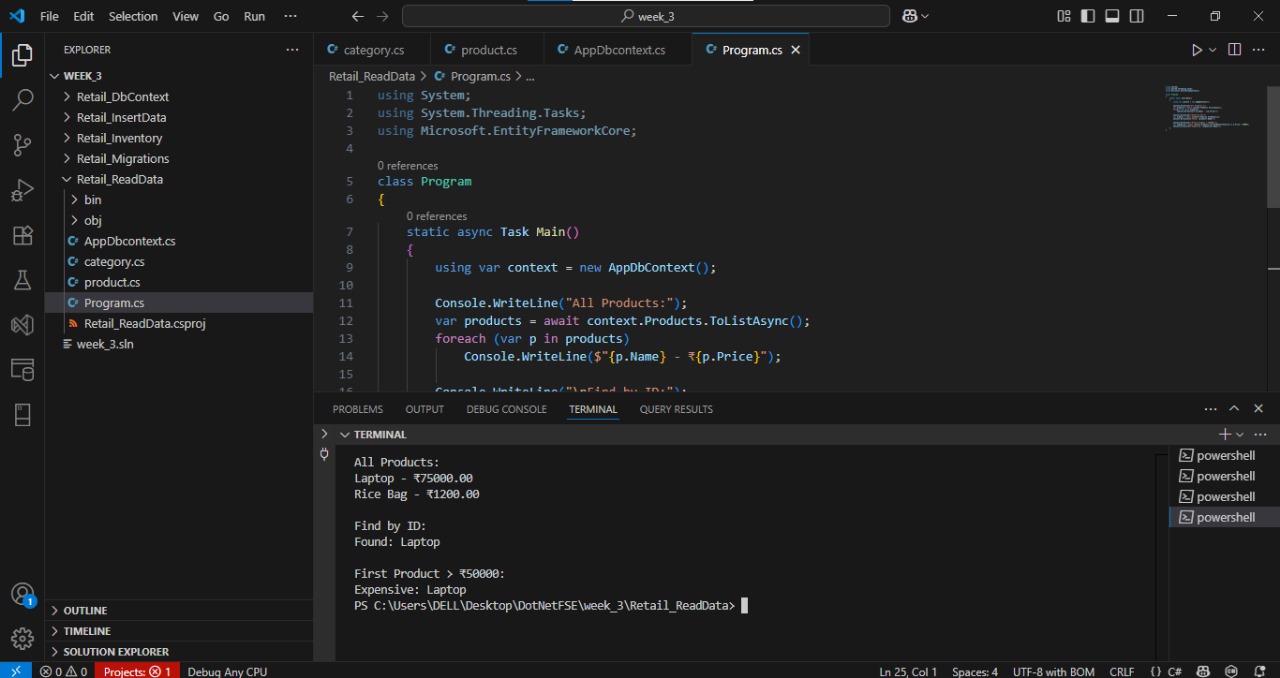 File Edit Selection View Go Run ··· week_3
EXPLORER ···
WEEK_3
Retail_DbContext
Retail_InsertData
Retail_Inventory
Retail_Migrations
Retail_ReadData
bin
obj
AppDbcontext.cs
category.cs
product.cs
Program.cs
Retail_ReadData.csproj
week_3.sln
OUTLINE
TIMELINE
SOLUTION EXPLORER
1
category.cs product.cs AppDbcontext.cs Program.cs
Retail_ReadData > Program.cs > ...
1 using System;
2 using System.Threading.Tasks;
3 using Microsoft.EntityFrameworkCore;
4
0 references
5 class Program
6 {
0 references
7 static async Task Main()
8 {
9 using var context = new AppDbContext();
10
11 Console.WriteLine("All Products:");
12 var products = await context.Products.ToListAsync();
13 foreach (var p in products)
14 Console.WriteLine($"{p.Name} - ₹{p.Price}");
15
16 Console.WriteLine("\nFind by ID:");
PROBLEMS OUTPUT DEBUG CONSOLE TERMINAL QUERY RESULTS
TERMINAL
All Products:
Laptop - ₹75000.00
Rice Bag - ₹1200.00
Find by ID:
Found: Laptop
First Product > ₹50000:
Expensive: Laptop
PS C:\Users\DELL\Desktop\DotNetFSE\week_3\Retail_ReadData>
powershell
powershell
powershell
powershell
0 0 Projects: 1 Debug Any CPU Ln 25, Col 1 Spaces: 4 UTF-8 with BOM CRLF {} C#